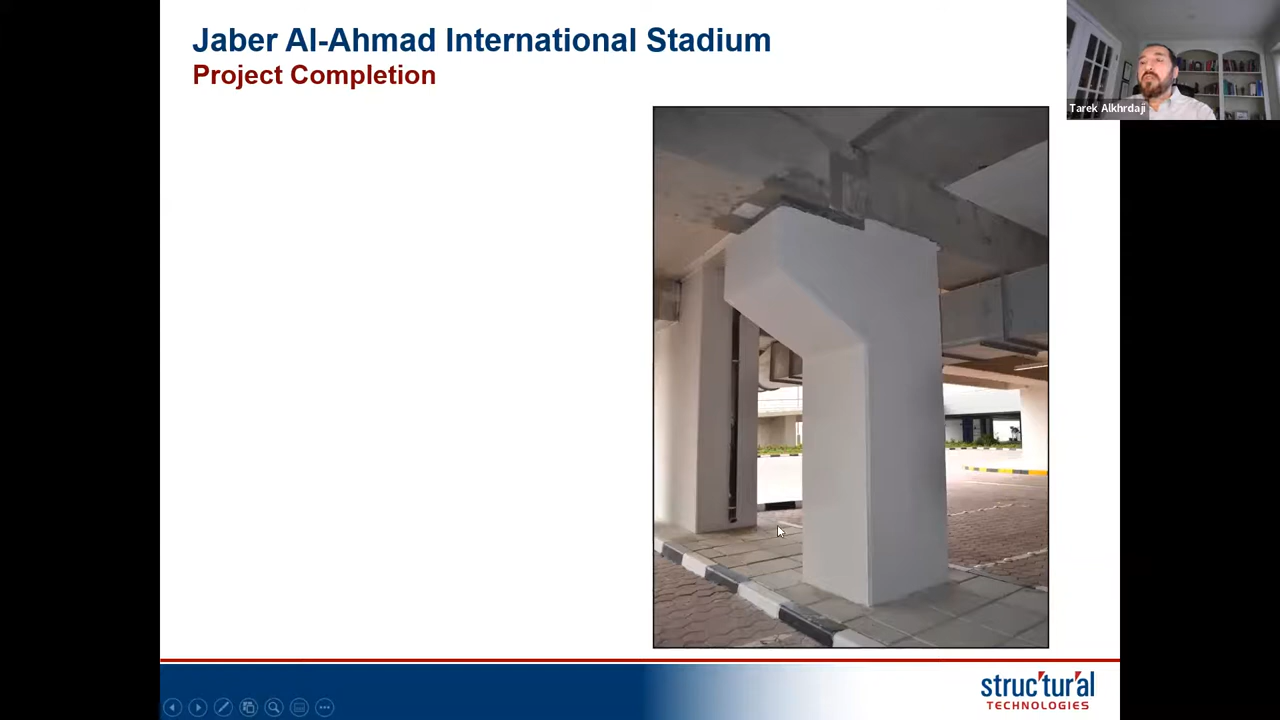 Jaber Al-Ahmad International Stadium
Project Completion
Tarek Alkhrdaji
structural
TECHNOLOGIES